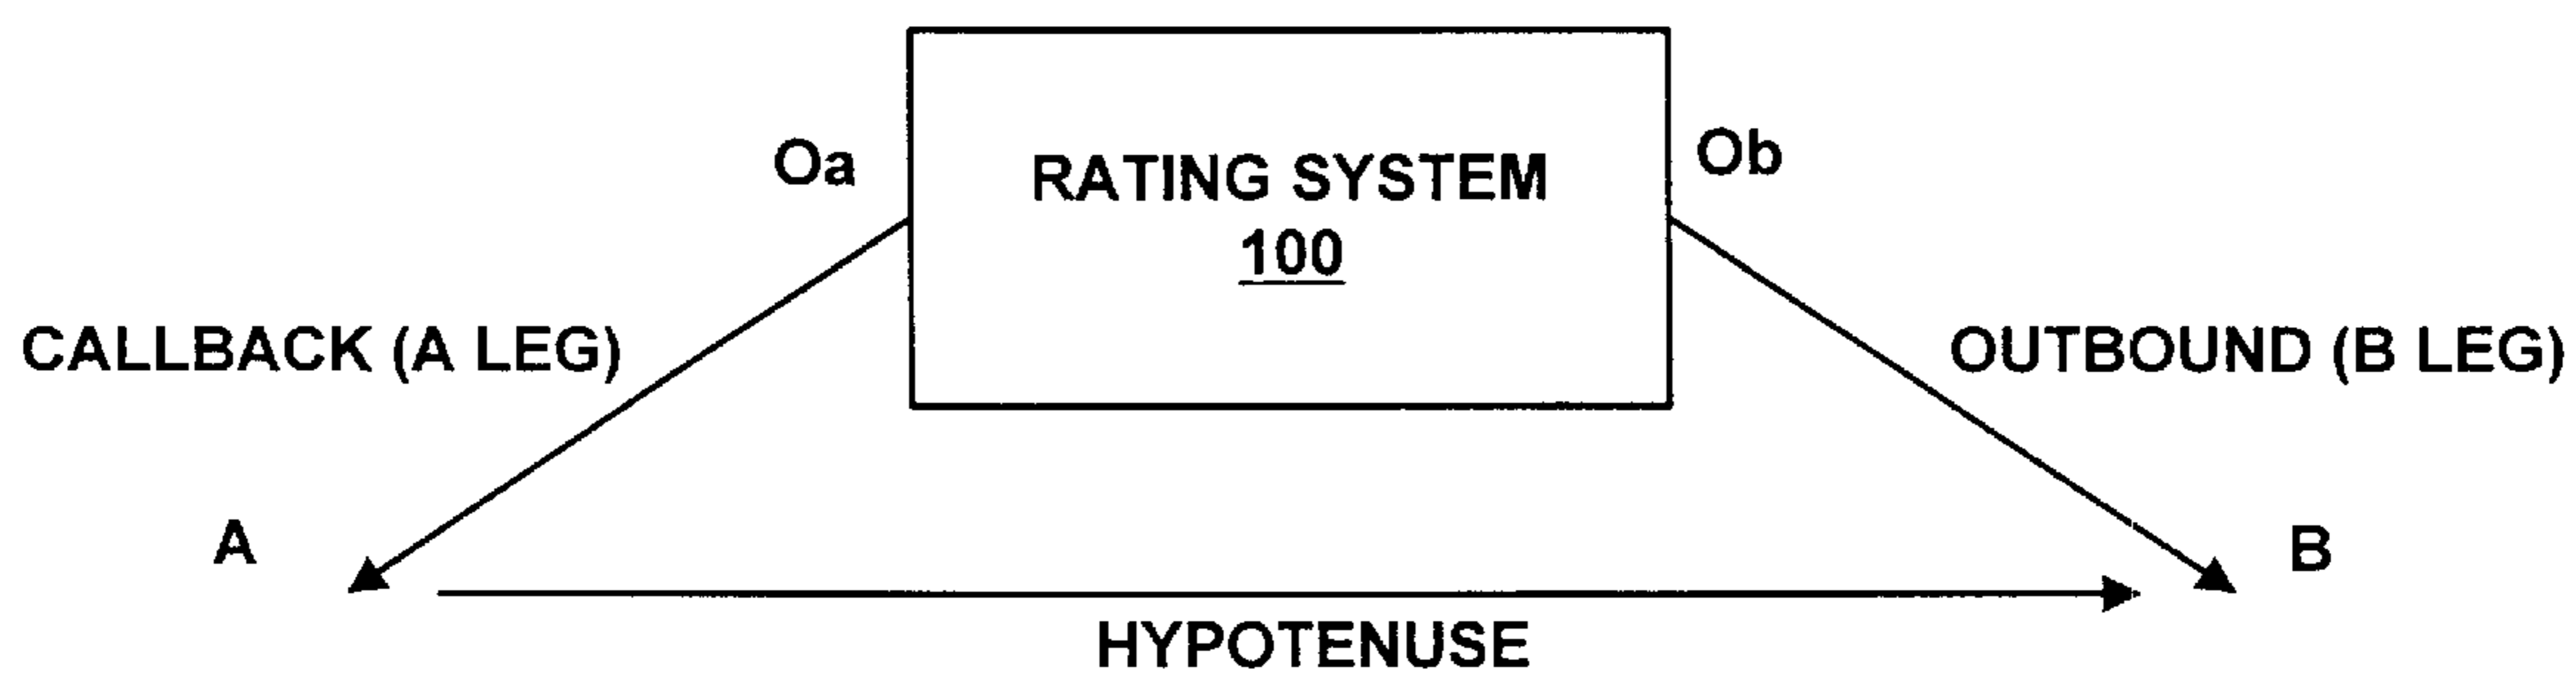 Oa
RATING SYSTEM
100
Ob
CALLBACK (A LEG)
OUTBOUND (B LEG)
A
B
HYPOTENUSE